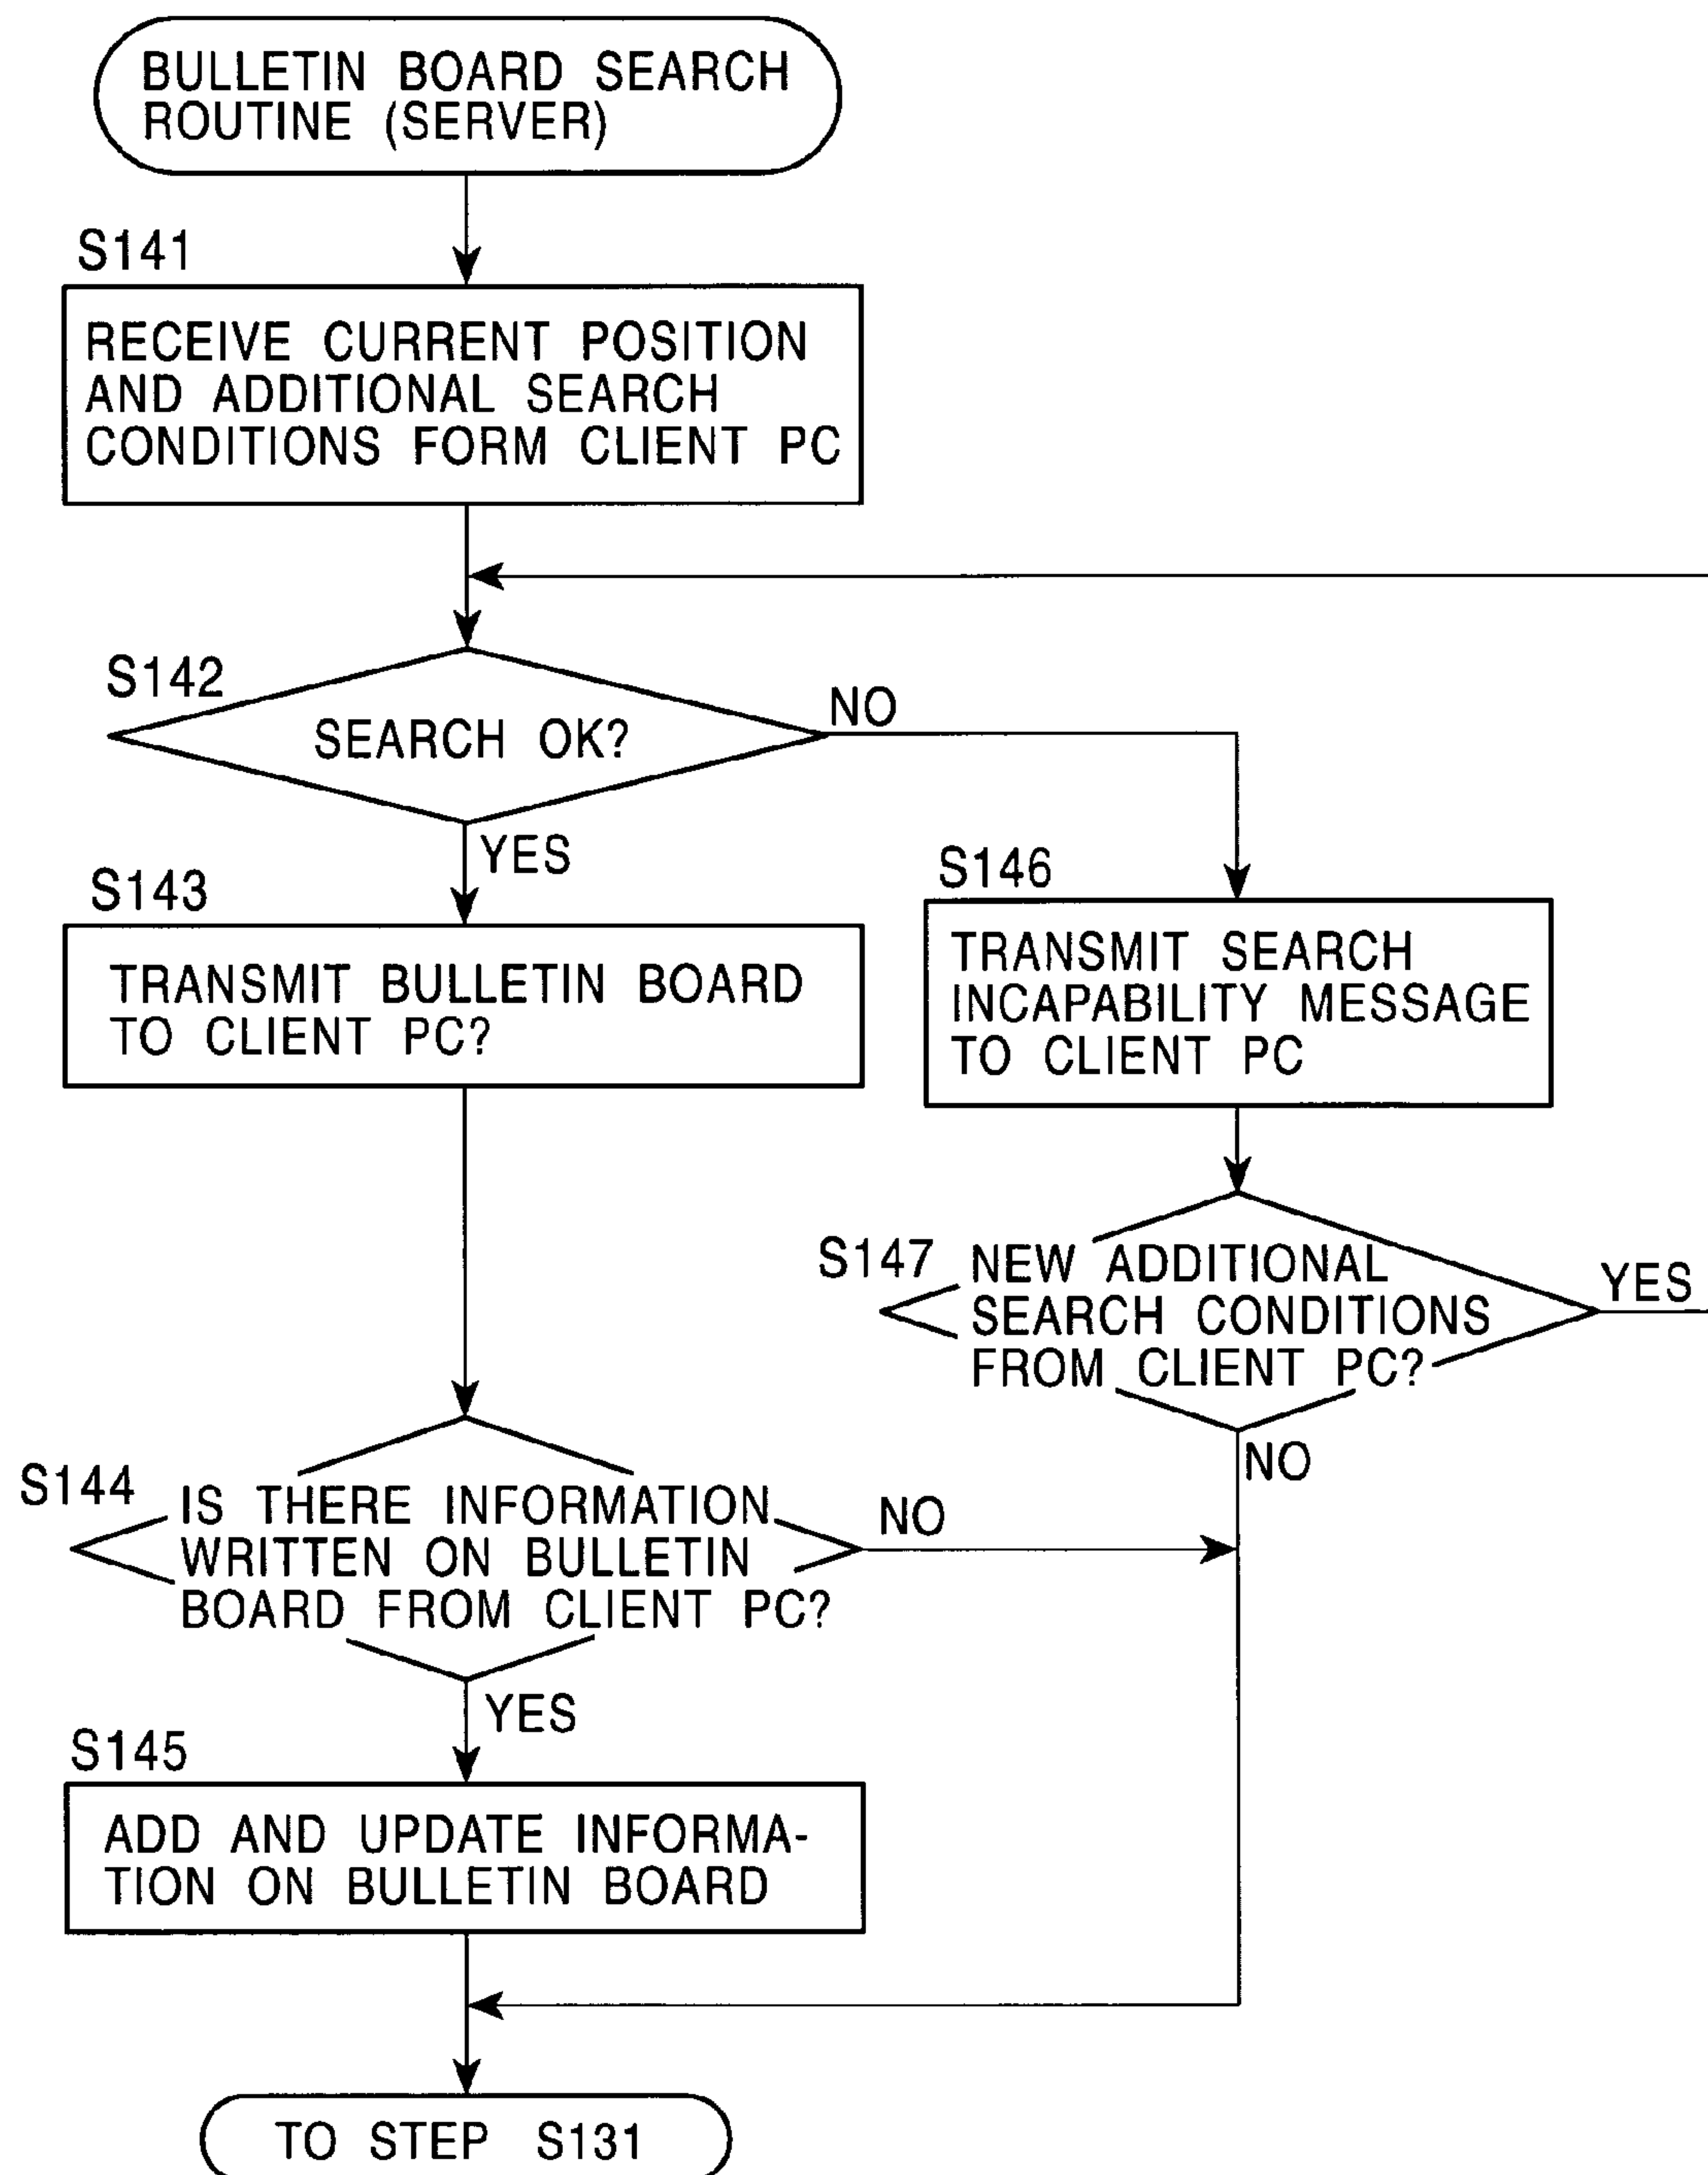 BULLETIN BOARD SEARCH
ROUTINE (SERVER)
S141
RECEIVE CURRENT POSITION
AND ADDITIONAL SEARCH
CONDITIONS FORM CLIENT PC
S142
SEARCH OK?
NO
YES
S143
TRANSMIT BULLETIN BOARD
TO CLIENT PC?
S146
TRANSMIT SEARCH
INCAPABILITY MESSAGE
TO CLIENT PC
S147
NEW ADDITIONAL
SEARCH CONDITIONS
FROM CLIENT PC?
YES
NO
S144
IS THERE INFORMATION
WRITTEN ON BULLETIN
BOARD FROM CLIENT PC?
NO
YES
S145
ADD AND UPDATE INFORMA-
TION ON BULLETIN BOARD
TO STEP S131